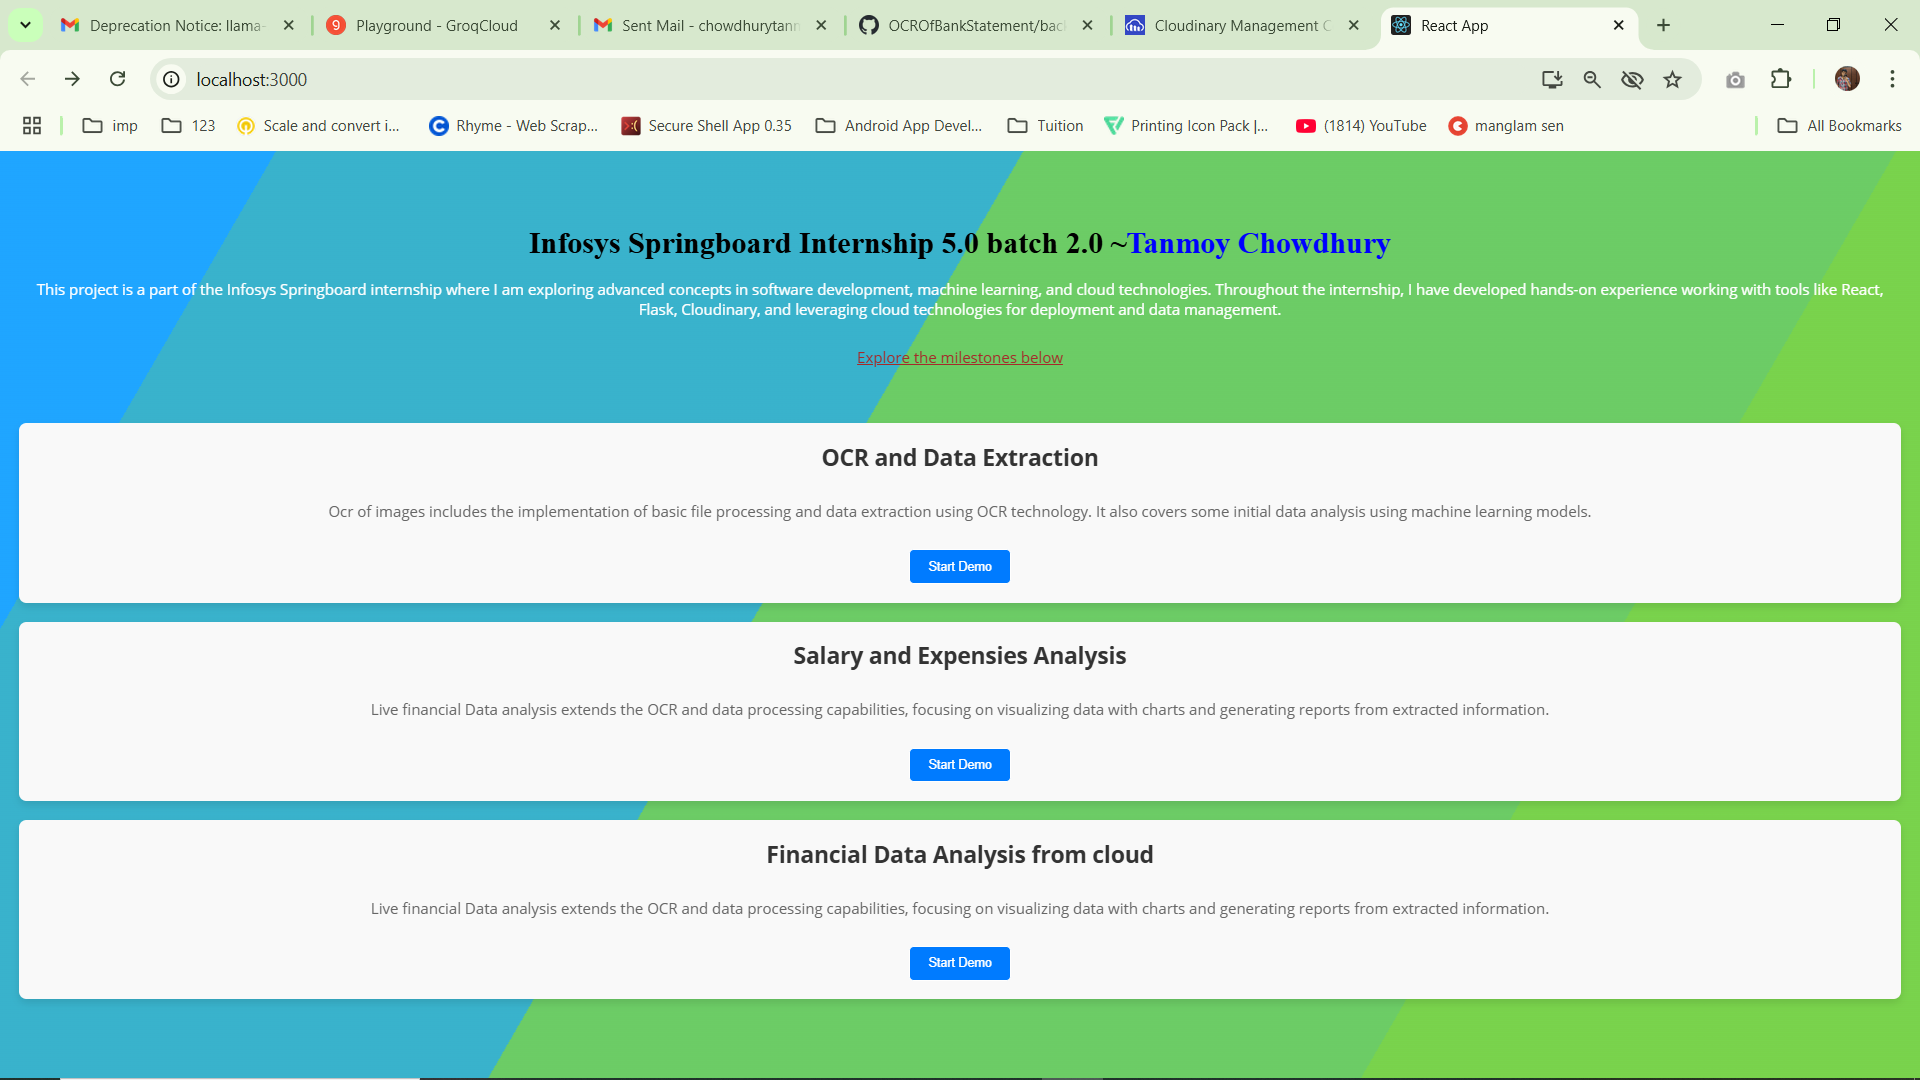 Deprecation Notice: llama-
Playground - GroqCloud
Sent Mail - chowdhurytann
OCROfBankStatement/back
Cloudinary Management C
React App
localhost:3000
imp
123
Scale and convert i...
Rhyme - Web Scrap...
Secure Shell App 0.35
Android App Devel...
Tuition
Printing Icon Pack |...
(1814) YouTube
manglam sen
All Bookmarks
Infosys Springboard Internship 5.0 batch 2.0 ~Tanmoy Chowdhury
This project is a part of the Infosys Springboard internship where I am exploring advanced concepts in software development, machine learning, and cloud technologies. Throughout the internship, I have developed hands-on experience working with tools like React,
Flask, Cloudinary, and leveraging cloud technologies for deployment and data management.
Explore the milestones below
OCR and Data Extraction
Ocr of images includes the implementation of basic file processing and data extraction using OCR technology. It also covers some initial data analysis using machine learning models.
Start Demo
Salary and Expensies Analysis
Live financial Data analysis extends the OCR and data processing capabilities, focusing on visualizing data with charts and generating reports from extracted information.
Start Demo
Financial Data Analysis from cloud
Live financial Data analysis extends the OCR and data processing capabilities, focusing on visualizing data with charts and generating reports from extracted information.
Start Demo